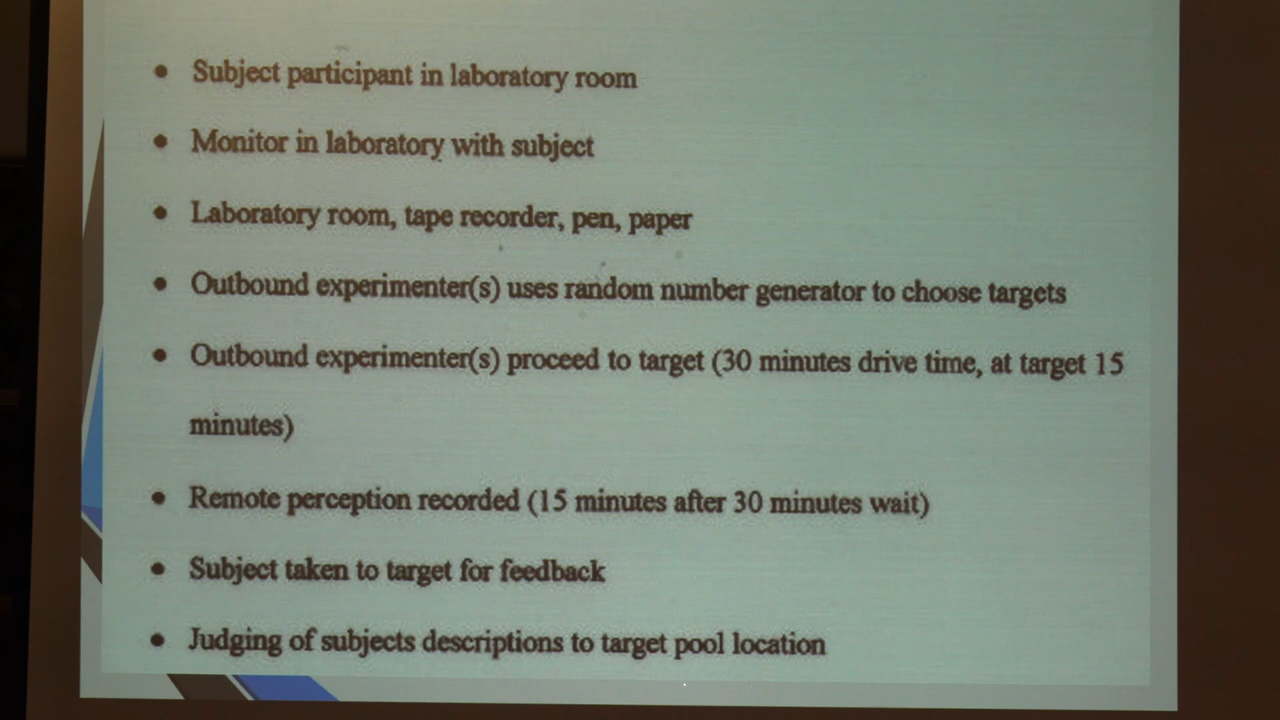 • Subject participant in laboratory room
• Monitor in laboratory with subject
• Laboratory room, tape recorder, pen, paper
• Outbound experimenter(s) uses random number generator to choose targets
• Outbound experimenter(s) proceed to target (30 minutes drive time, at target 15
minutes)
• Remote perception recorded (15 minutes after 30 minutes wait)
• Subject taken to target for feedback
• Judging of subjects descriptions to target pool location